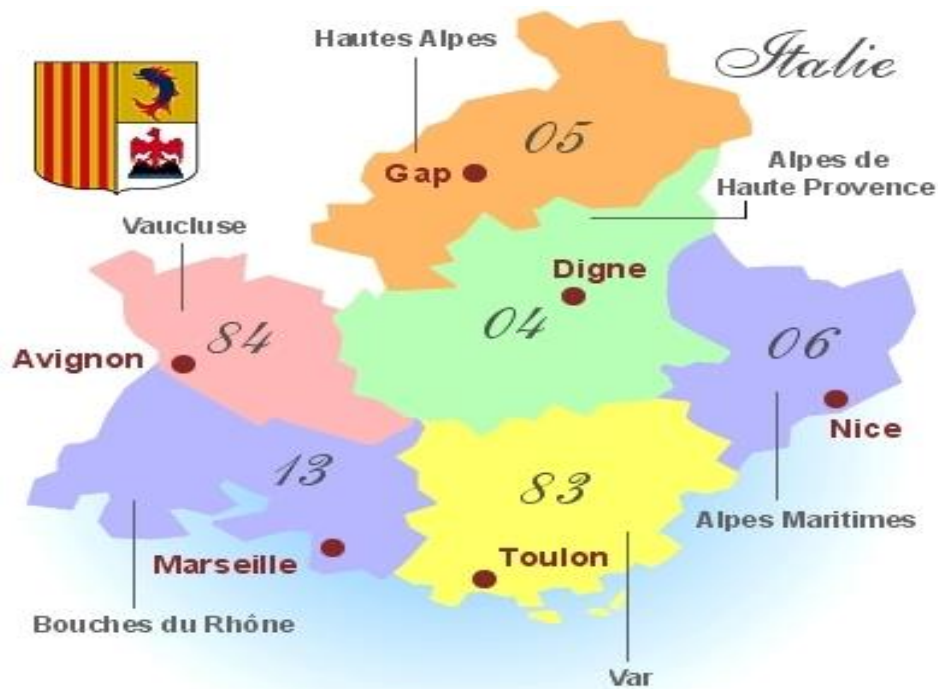 Hautes Alpes
Italie
05
Gap
Alpes de
Haute Provence
Vaucluse
Digne
04
84
06
Avignon
Nice
13
83
Alpes Maritimes
Marseille
Toulon
Bouches du Rhône
Var